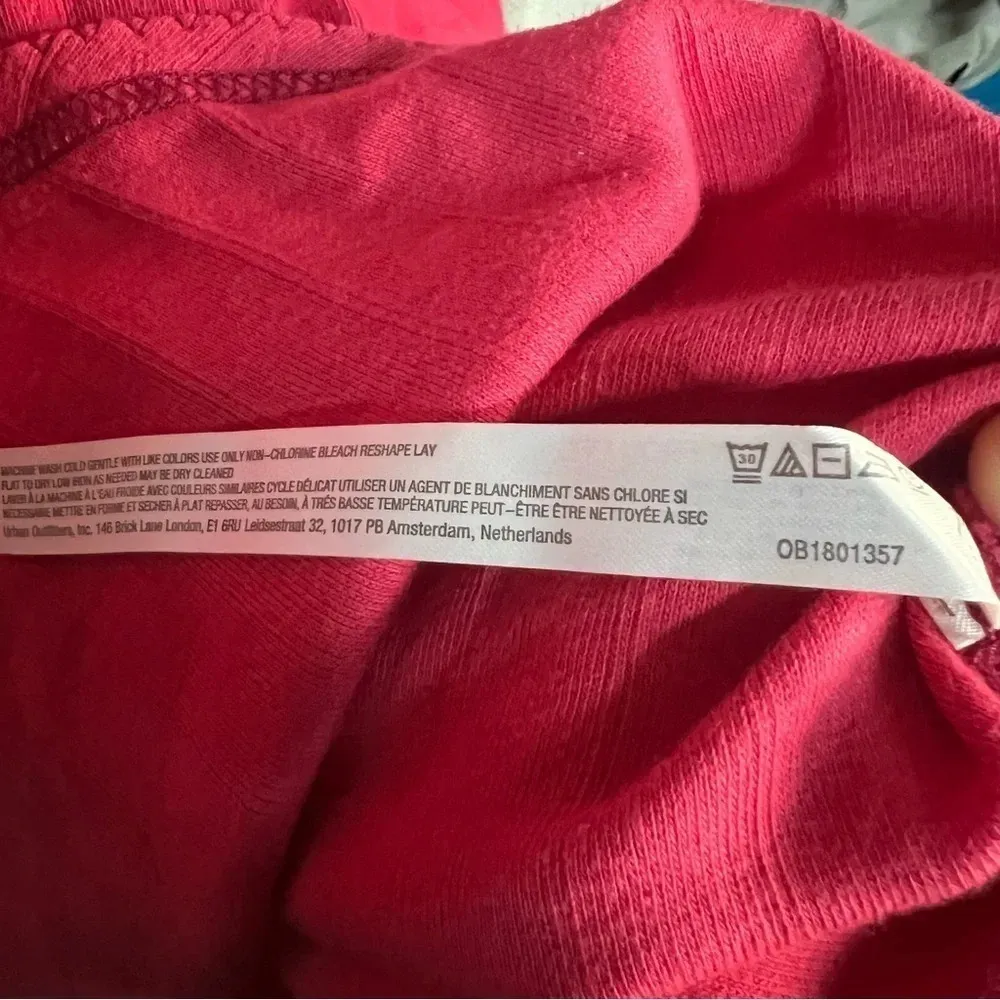 MACHINE WASH COLD GENTLE WITH LIKE COLORS USE ONLY NON-CHLORINE BLEACH RESHAPE LAY
FLAT TO DRY LOW IRON AS NEEDED MAY BE DRY CLEANED
LAVER À LA MACHINE À L'EAU FROIDE AVEC COULEURS SIMILAIRES CYCLE DÉLICAT UTILISER UN AGENT DE BLANCHIMENT SANS CHLORE SI
NÉCESSAIRE METTRE EN FORME ET SÉCHER À PLAT REPASSER, AU BESOIN, À TRÈS BASSE TEMPÉRATURE PEUT-ÊTRE ÊTRE NETTOYÉE À SEC
Urban Outfitters, Inc. 146 Brick Lane London, E1 6RU Leidsestraat 32, 1017 PB Amsterdam, Netherlands
30
OB1801357